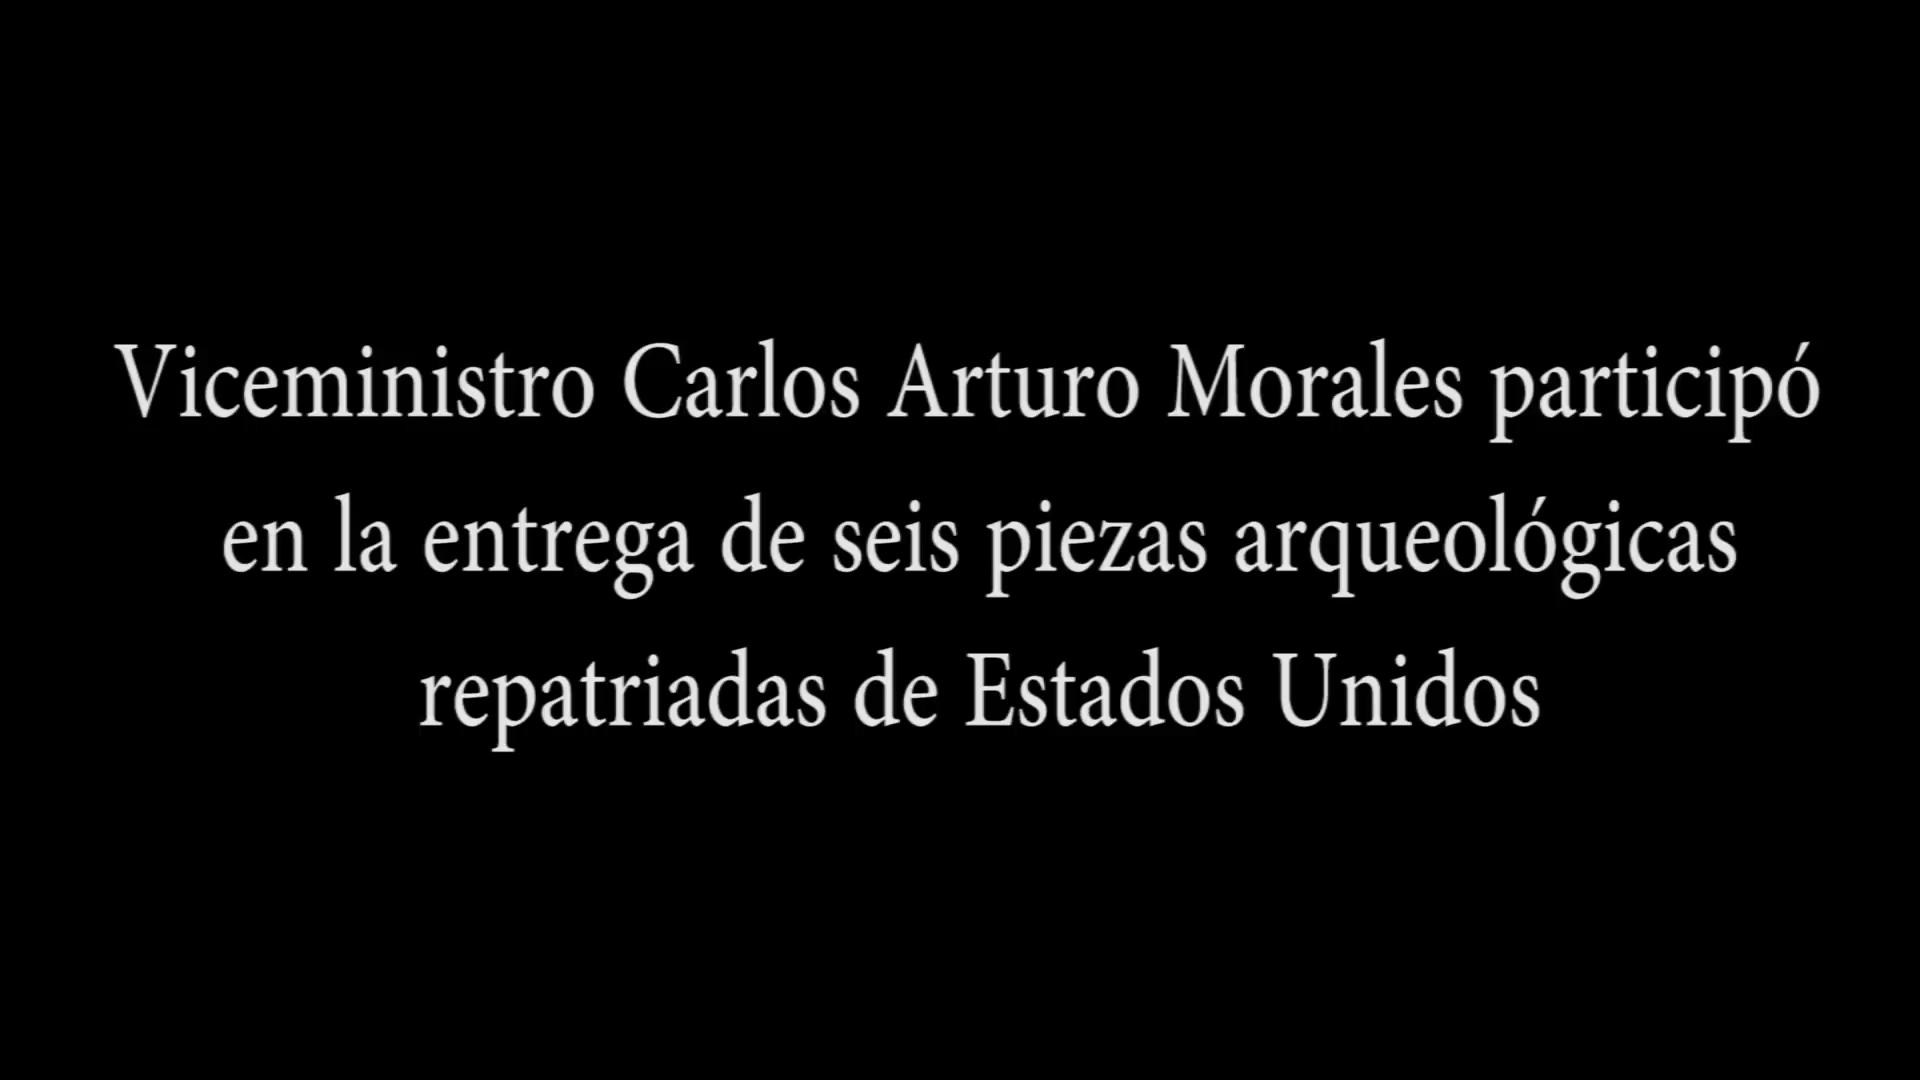 Viceministro Carlos Arturo Morales participó
en la entrega de seis piezas arqueológicas
repatriadas de Estados Unidos